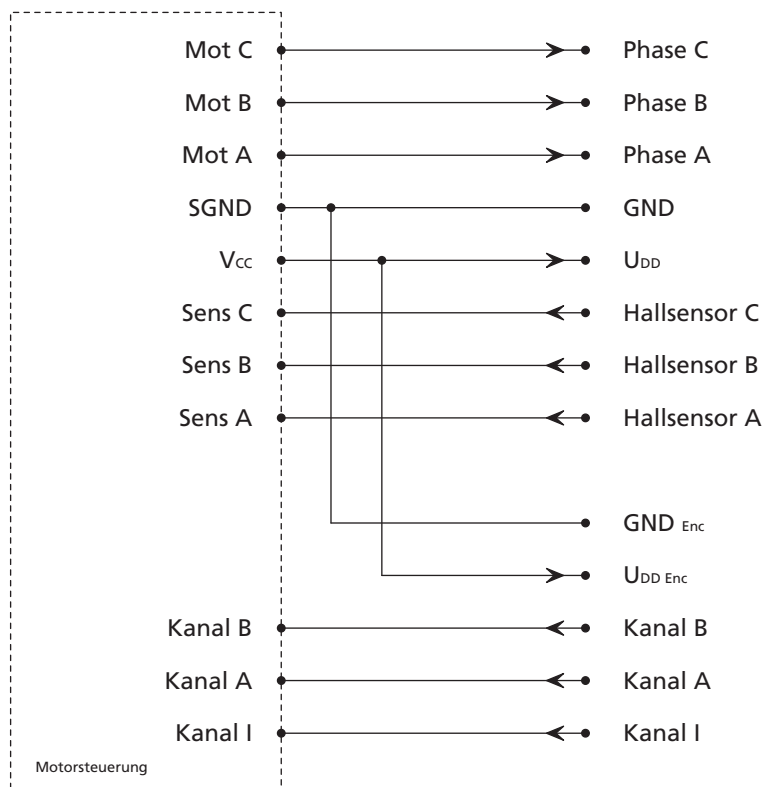 Mot C Phase C
Mot B Phase B
Mot A Phase A
SGND GND
VCC UDD
Sens C Hallsensor C
Sens B Hallsensor B
Sens A Hallsensor A
GND Enc
UDD Enc
Kanal B Kanal B
Kanal A Kanal A
Kanal I Kanal I
Motorsteuerung